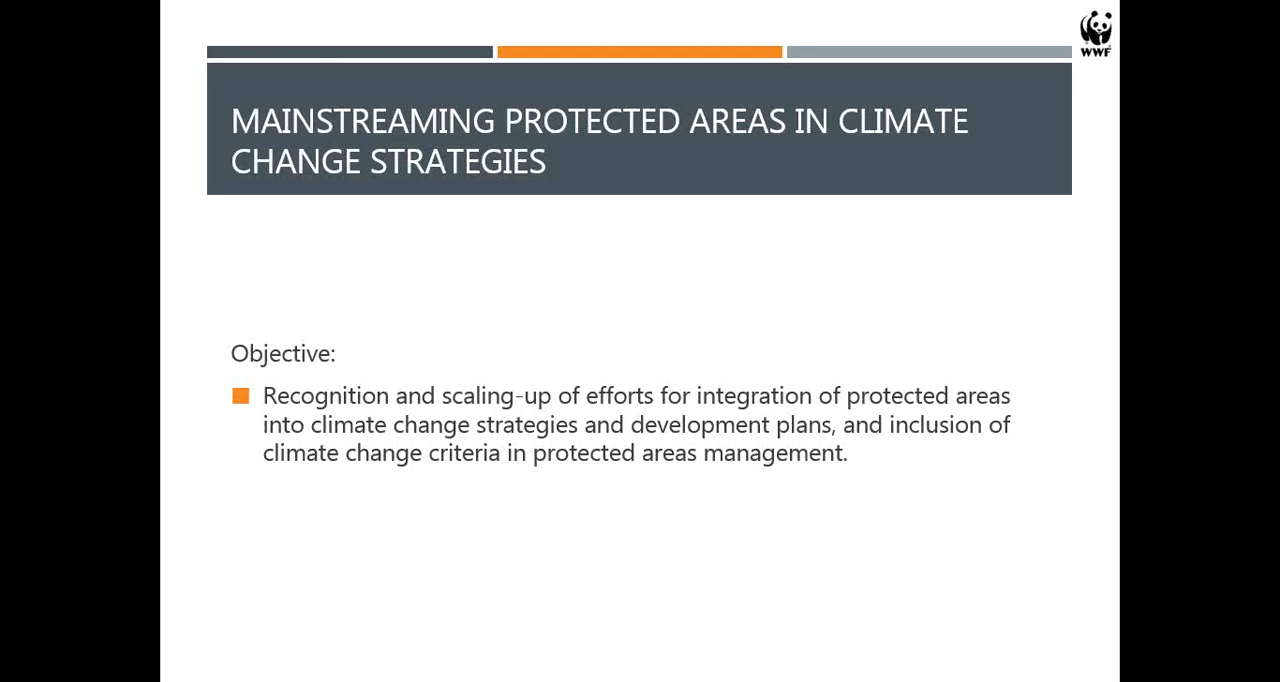 WWF
MAINSTREAMING PROTECTED AREAS IN CLIMATE
CHANGE STRATEGIES
Objective:
Recognition and scaling-up of efforts for integration of protected areas
into climate change strategies and development plans, and inclusion of
climate change criteria in protected areas management.